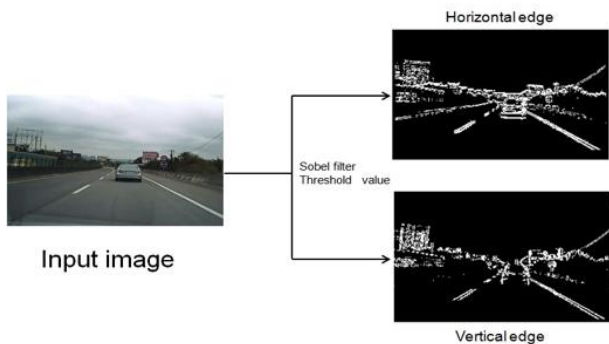 Horizontal edge
Sobel filter
Threshold value
Input image
Vertical edge